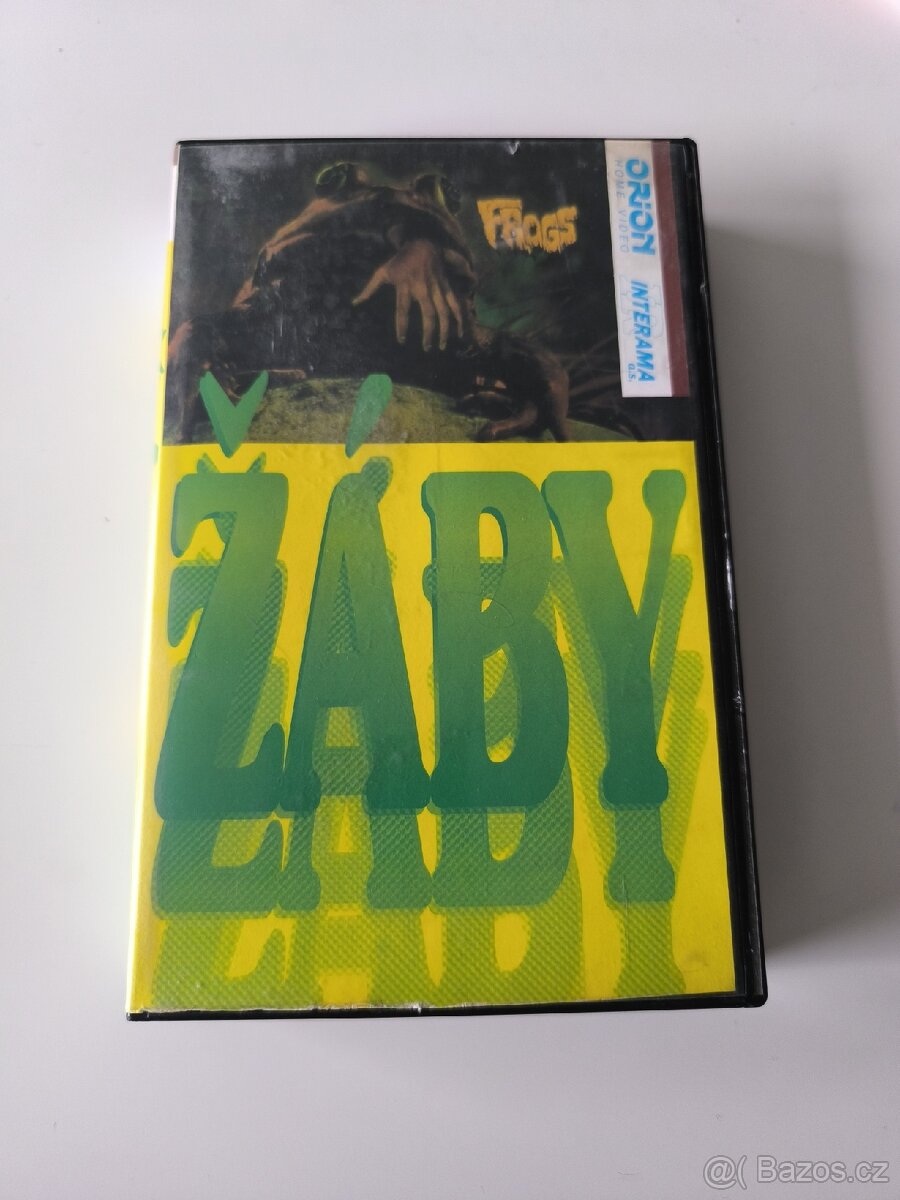 FROGS
ORION
HOME VIDEO
INTERAMA
a.s.
ŽÁBY
@( Bazos.cz